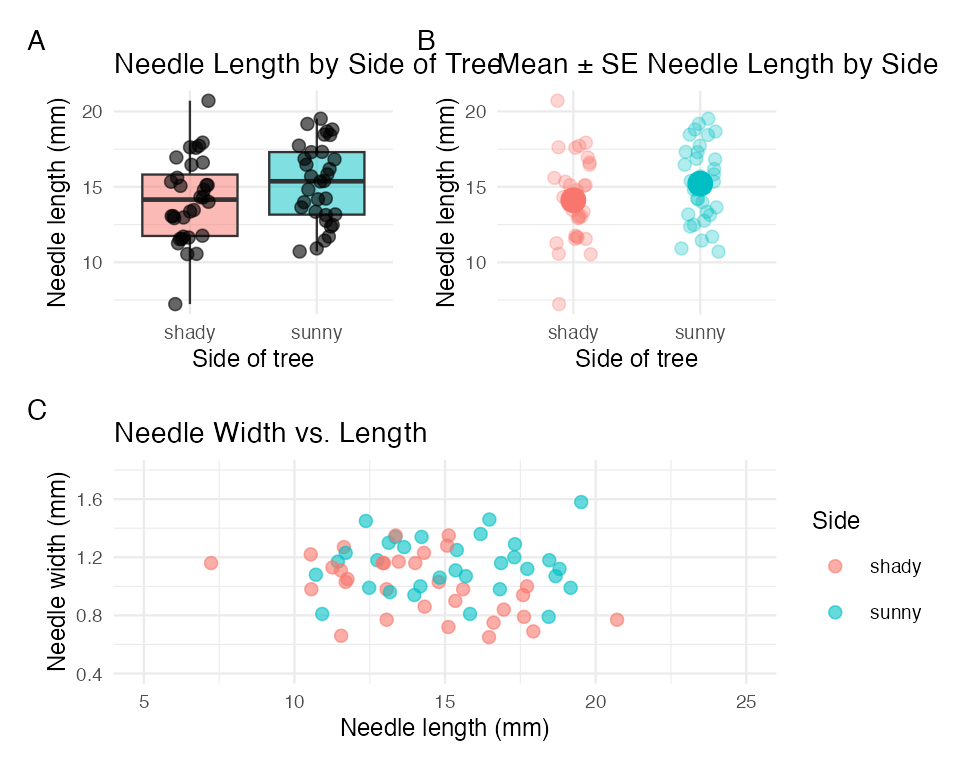 A
B
Needle Length by Side of Tree
Mean ± SE Needle Length by Side
Needle length (mm)
20
15
10
shady
sunny
Side of tree
Needle length (mm)
20
15
10
shady
sunny
Side of tree
C
Needle Width vs. Length
Needle width (mm)
1.6
1.2
0.8
0.4
5
10
15
20
25
Needle length (mm)
Side
shady
sunny